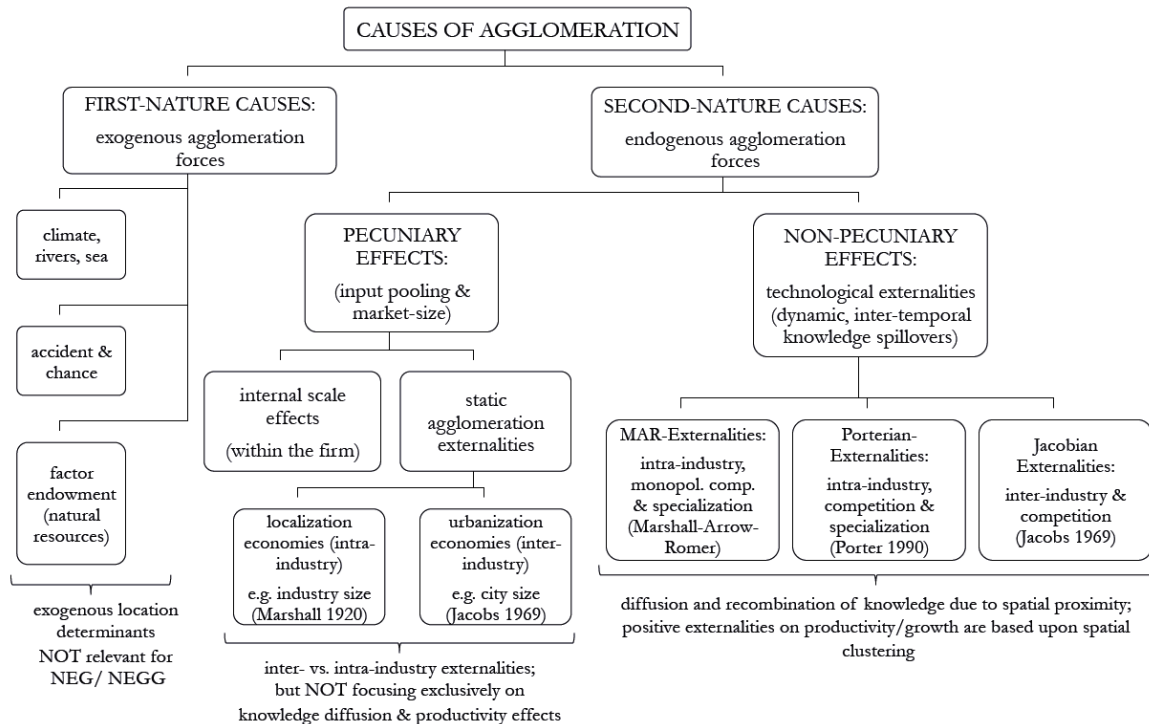 CAUSES OF AGGLOMERATION
FIRST-NATURE CAUSES:
exogenous agglomeration
forces
SECOND-NATURE CAUSES:
endogenous agglomeration
forces
climate,
rivers, sea
accident &
chance
factor
endowment
(natural
resources)
exogenous location
determinants
NOT relevant for
NEG/ NEGG
PECUNIARY
EFFECTS:
(input pooling &
market-size)
internal scale
effects
(within the firm)
static
agglomeration
externalities
localization
economies (intra-
industry)
e.g. industry size
(Marshall 1920)
urbanization
economies (inter-
industry)
e.g. city size
(Jacobs 1969)
inter- vs. intra-industry externalities;
but NOT focusing exclusively on
knowledge diffusion & productivity effects
NON-PECUNIARY
EFFECTS:
technological externalities
(dynamic, inter-temporal
knowledge spillovers)
MAR-Externalities:
intra-industry,
monopol. comp.
& specialization
(Marshall-Arrow-
Romer)
Porterian-
Externalities:
intra-industry,
competition &
specialization
(Porter 1990)
Jacobian
Externalities:
inter-industry &
competition
(Jacobs 1969)
diffusion and recombination of knowledge due to spatial proximity;
positive externalities on productivity/growth are based upon spatial
clustering